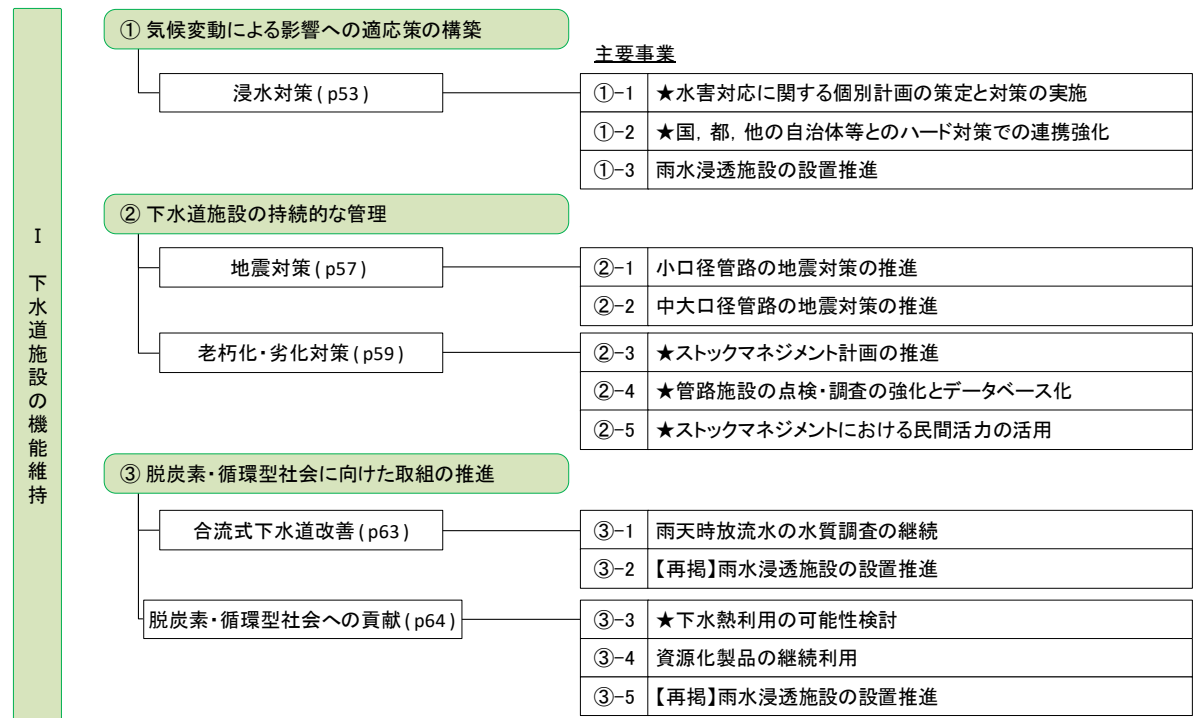 Ⅰ 下水道施設の機能維持
① 気候変動による影響への適応策の構築
主要事業
浸水対策(p53)
①-1 ★水害対応に関する個別計画の策定と対策の実施
①-2 ★国，都，他の自治体等とのハード対策での連携強化
①-3 雨水浸透施設の設置推進
② 下水道施設の持続的な管理
地震対策(p57)
②-1 小口径管路の地震対策の推進
②-2 中大口径管路の地震対策の推進
老朽化・劣化対策(p59)
②-3 ★ストックマネジメント計画の推進
②-4 ★管路施設の点検・調査の強化とデータベース化
②-5 ★ストックマネジメントにおける民間活力の活用
③ 脱炭素・循環型社会に向けた取組の推進
合流式下水道改善(p63)
③-1 雨天時放流水の水質調査の継続
③-2 【再掲】雨水浸透施設の設置推進
脱炭素・循環型社会への貢献(p64)
③-3 ★下水熱利用の可能性検討
③-4 資源化製品の継続利用
③-5 【再掲】雨水浸透施設の設置推進